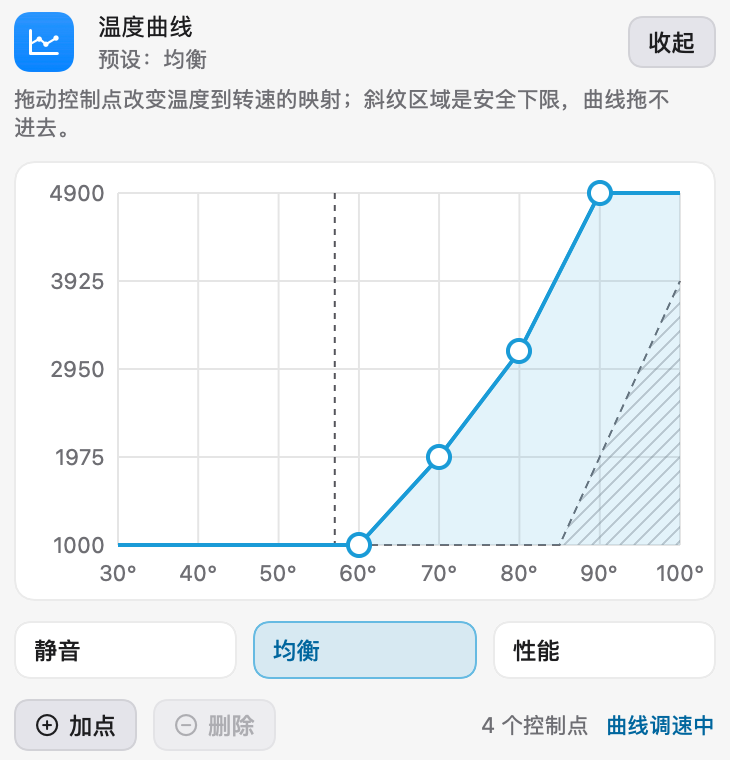 温度曲线
预设：均衡
收起
拖动控制点改变温度到转速的映射；斜纹区域是安全下限，曲线拖不
进去。
4900
3925
2950
1975
1000
30° 40° 50° 60° 70° 80° 90° 100°
静音 均衡 性能
加点 删除 4 个控制点 曲线调速中